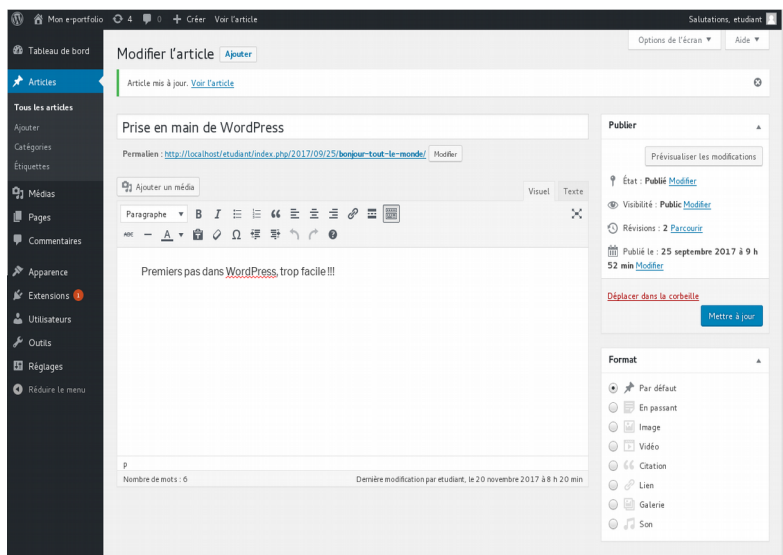 Mon e-portfolio 4 0 + Créer Voir l'article Salutations, etudiant
Options de l'écran ▼ Aide ▼
Tableau de bord
Articles
Tous les articles
Ajouter
Catégories
Étiquettes
Médias
Pages
Commentaires
Apparence
Extensions 1
Utilisateurs
Outils
Réglages
Réduire le menu
Modifier l'article Ajouter
Article mis à jour. Voir l'article
Prise en main de WordPress
Permalien : http://localhost/etudiant/index.php/2017/09/25/bonjour-tout-le-monde/ Modifier
Ajouter un média
Visuel Texte
Paragraphe ▼ B I
ABC A Ω
Premiers pas dans WordPress, trop facile !!!
p
Nombre de mots : 6 Dernière modification par etudiant, le 20 novembre 2017 à 8 h 20 min
Publier
Prévisualiser les modifications
État : Publié Modifier
Visibilité : Public Modifier
Révisions : 2 Parcourir
Publié le : 25 septembre 2017 à 9 h
52 min Modifier
Déplacer dans la corbeille
Mettre à jour
Format
Par défaut
En passant
Image
Vidéo
Citation
Lien
Galerie
Son